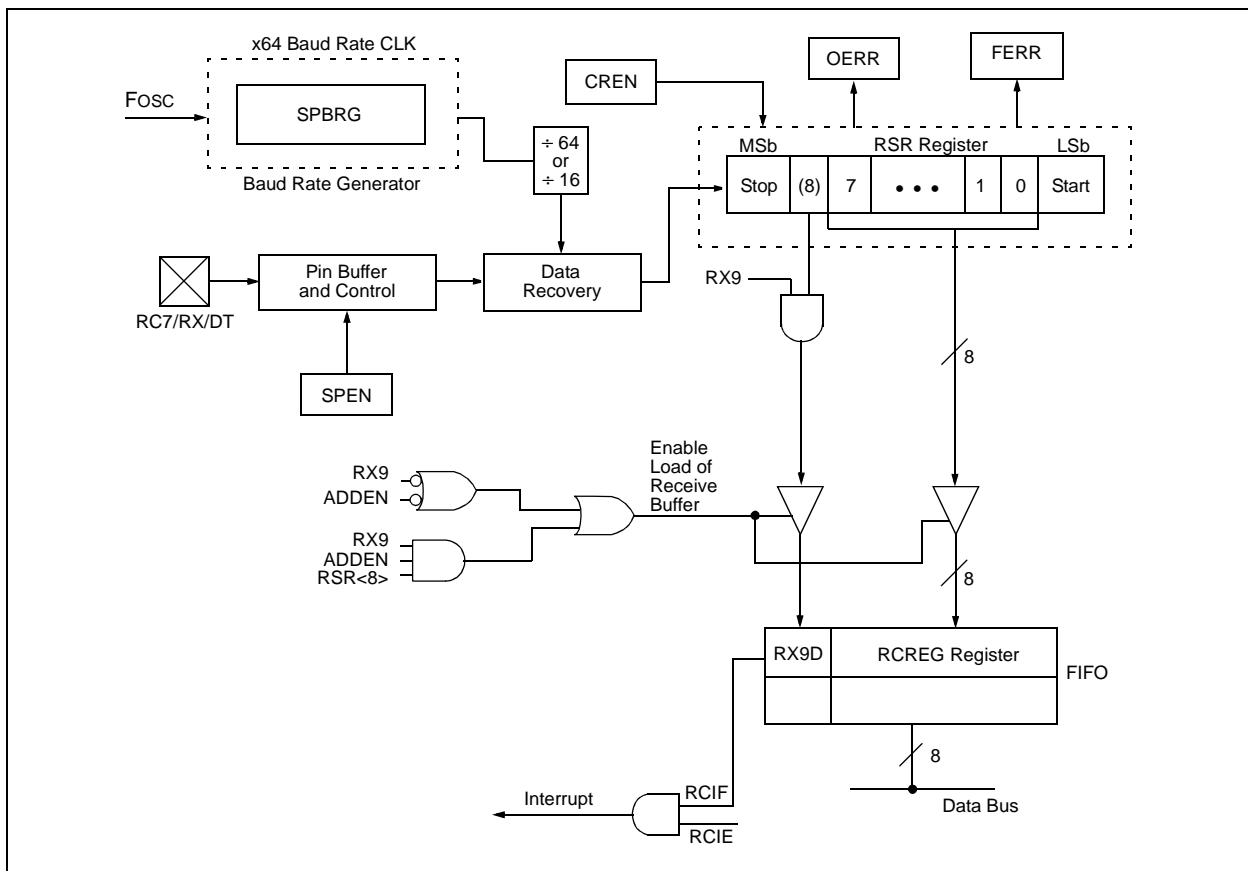 x64 Baud Rate CLK
FOSC
SPBRG
Baud Rate Generator
÷ 64
or
÷ 16
CREN
OERR
FERR
MSb
RSR Register
LSb
Stop
(8)
7
• • •
1
0
Start
Pin Buffer
and Control
Data
Recovery
RC7/RX/DT
SPEN
RX9
8
RX9
ADDEN
RX9
ADDEN
RSR<8>
Enable
Load of
Receive
Buffer
8
RX9D
RCREG Register
FIFO
8
Data Bus
Interrupt
RCIF
RCIE